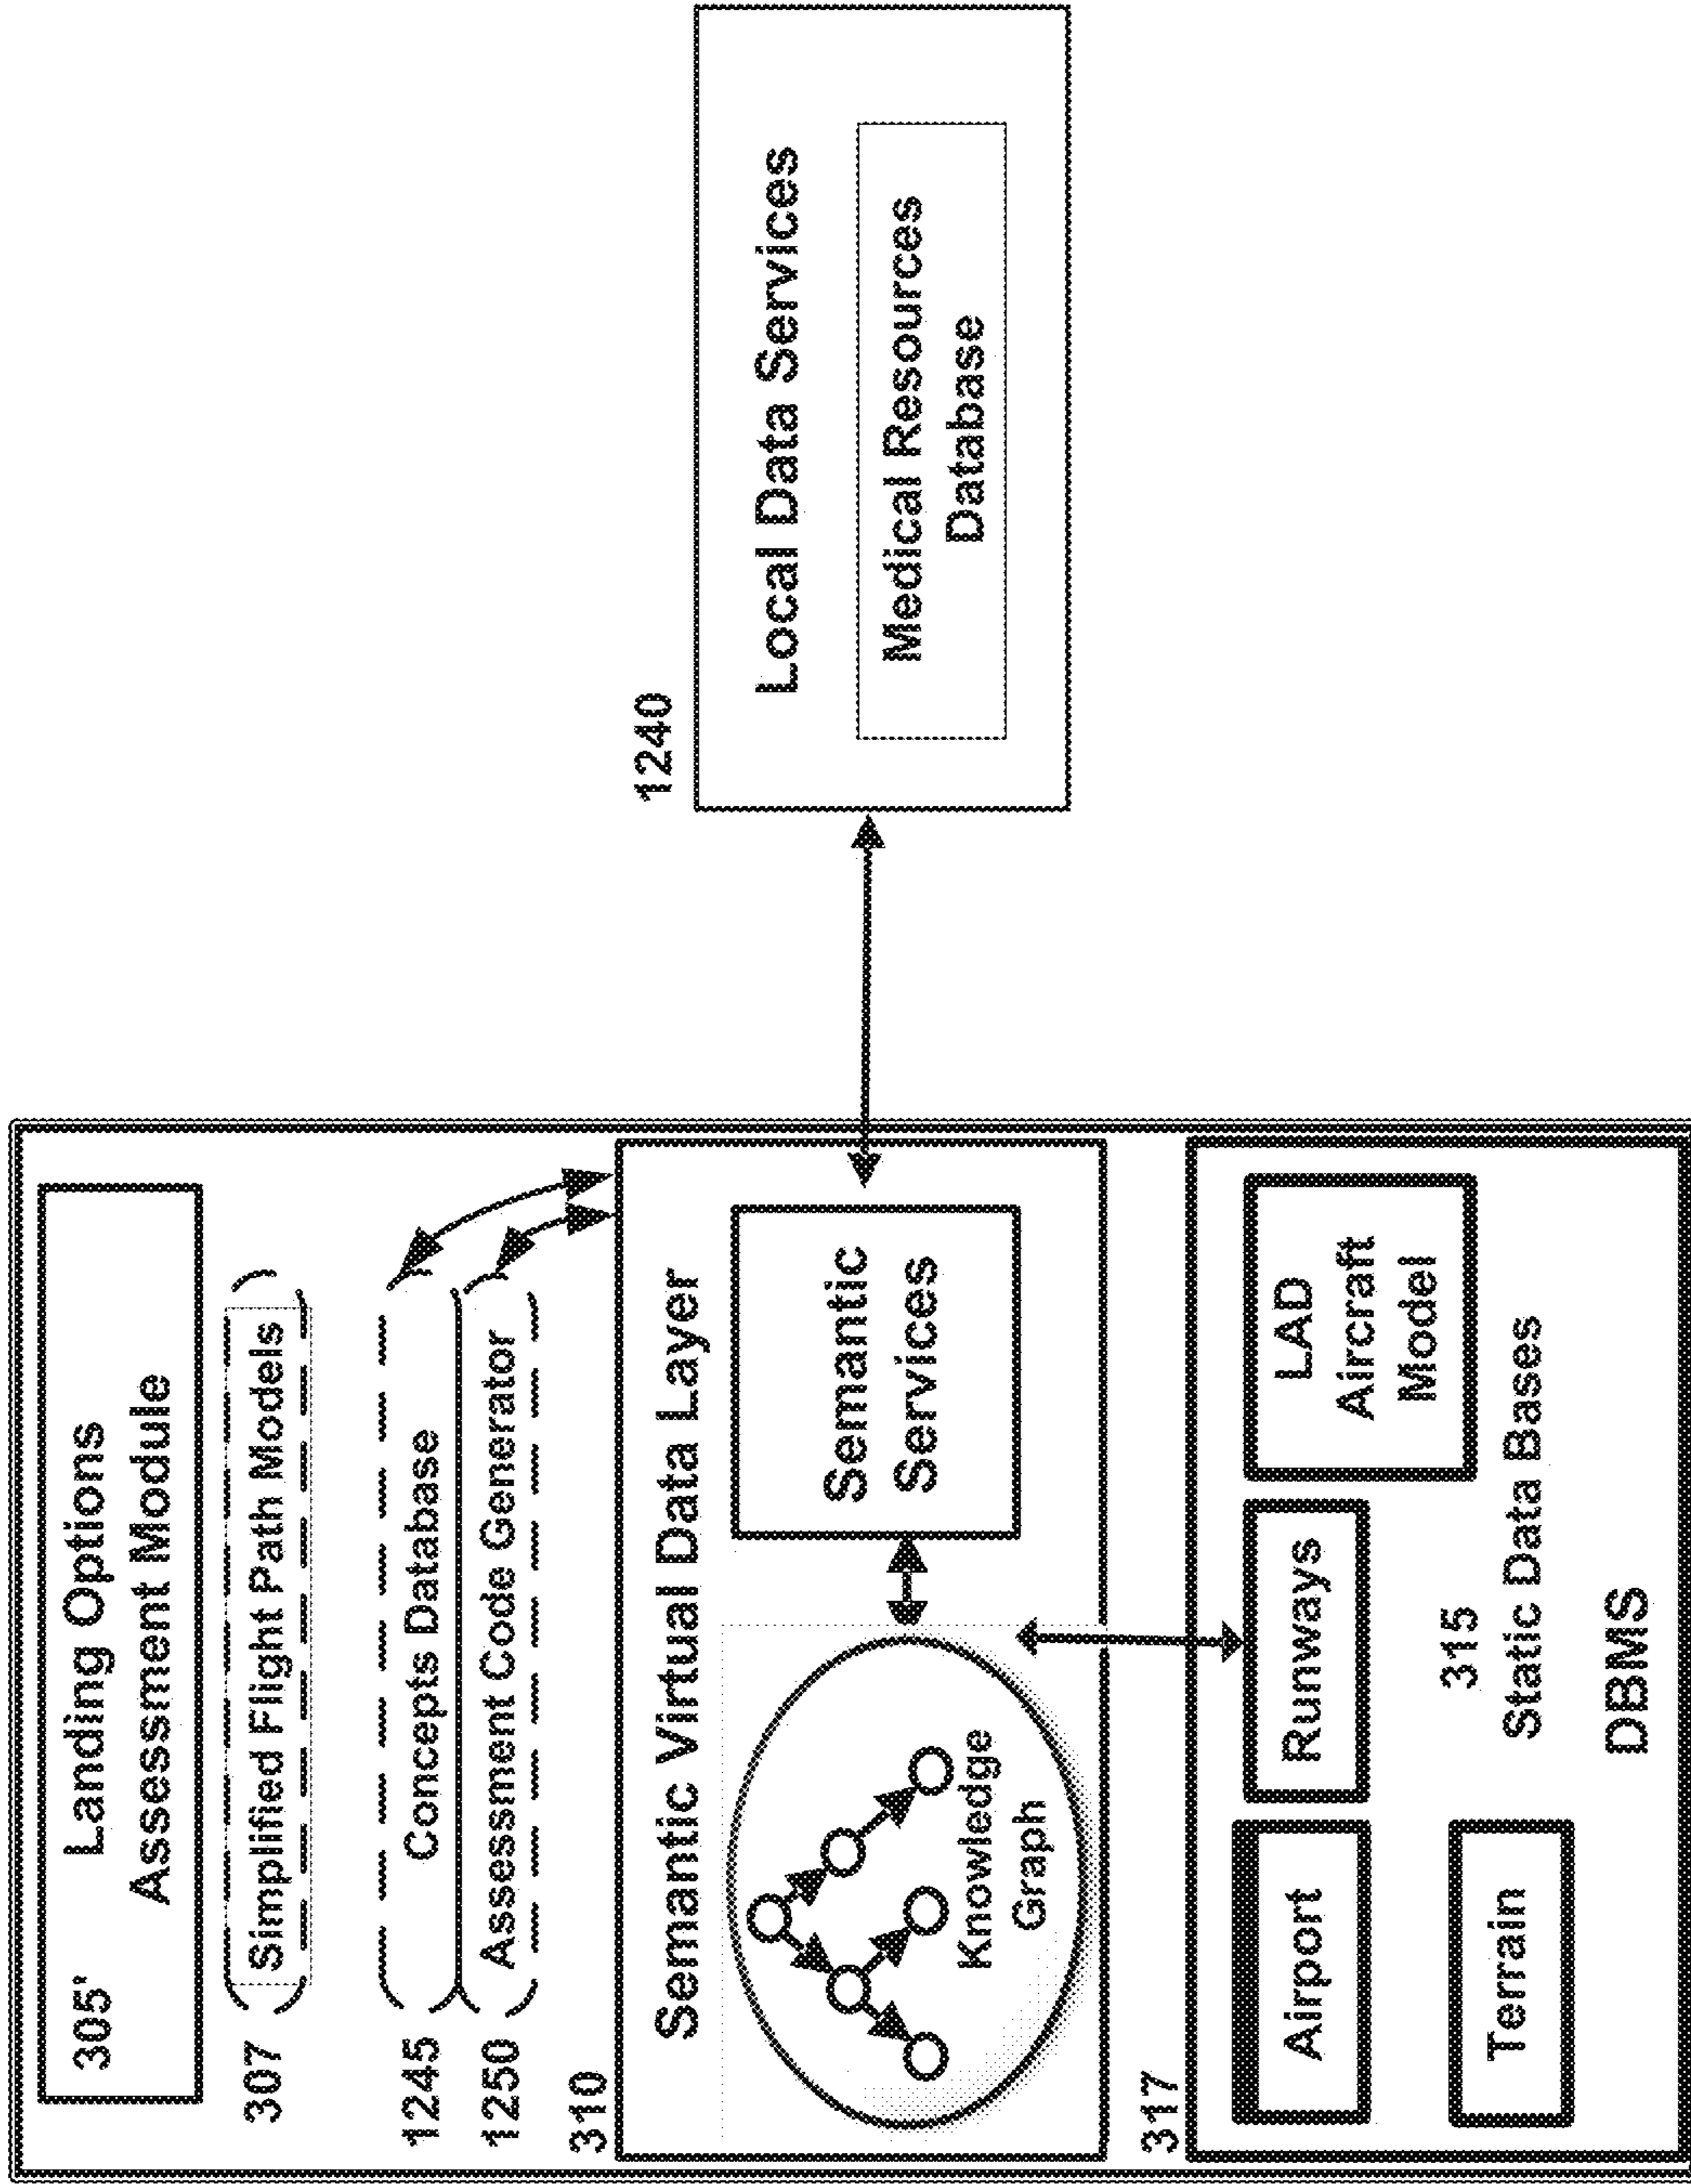 305'
Landing Options
Assessment Module
307
Simplified Flight Path Models
1245
Concepts Database
1250
Assessment Code Generator
310
Semantic Virtual Data Layer
Knowledge
Graph
Semantic
Services
317
Airport
Runways
LAD
Aircraft
Model
Terrain
315
Static Data Bases
DBMS
1240
Local Data Services
Medical Resources
Database